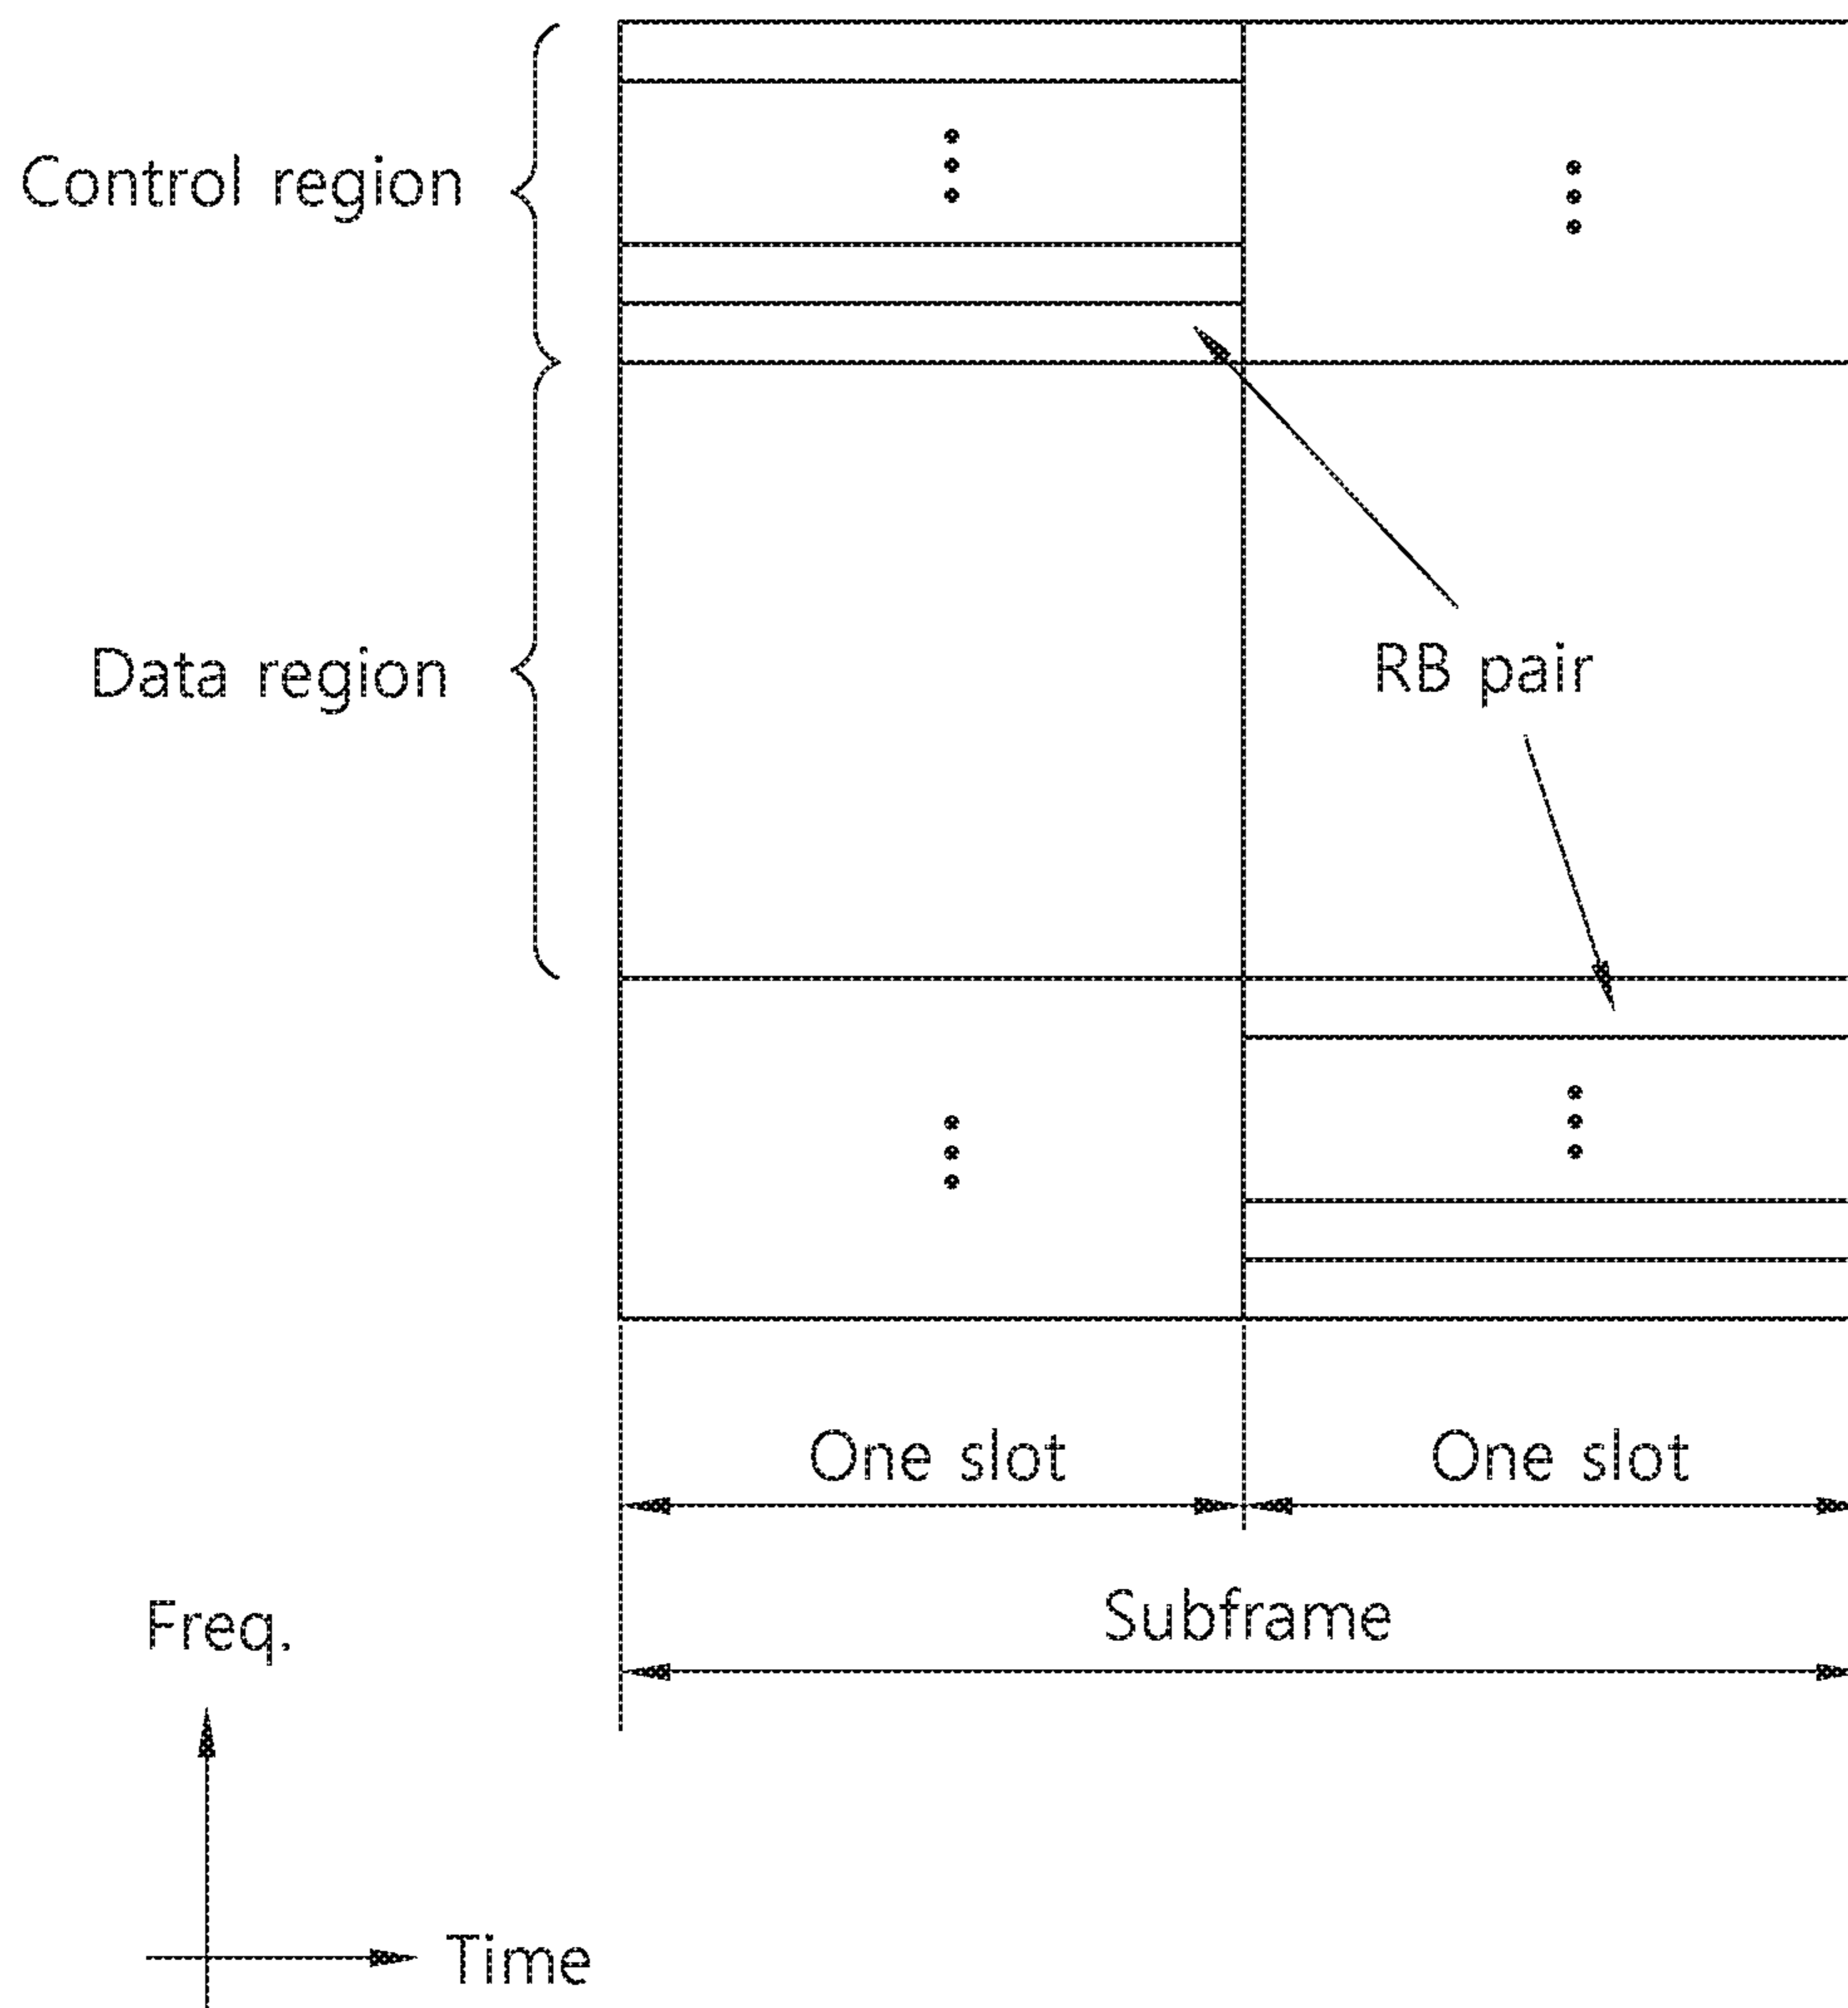 Control region
Data region
RB pair
One slot
One slot
Subframe
Freq.
Time